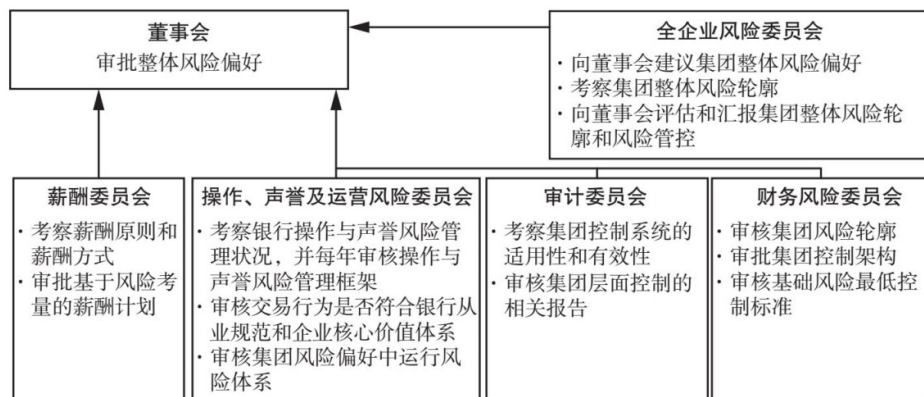 董事会
审批整体风险偏好
全企业风险委员会
· 向董事会建议集团整体风险偏好
· 考察集团整体风险轮廓
· 向董事会评估和汇报集团整体风险轮
廓和风险管控
薪酬委员会
· 考察薪酬原则和
薪酬方式
· 审批基于风险考
量的薪酬计划
操作、声誉及运营风险委员会
· 考察银行操作与声誉风险管
理状况，并每年审核操作与
声誉风险管理框架
· 审核交易行为是否符合银行从
业规范和企业核心价值体系
· 审核集团风险偏好中运行风
险体系
审计委员会
· 考察集团控制系统的
适用性和有效性
· 审核集团层面控制的
相关报告
财务风险委员会
· 审核集团风险轮廓
· 审批集团控制架构
· 审核基础风险最低控
制标准